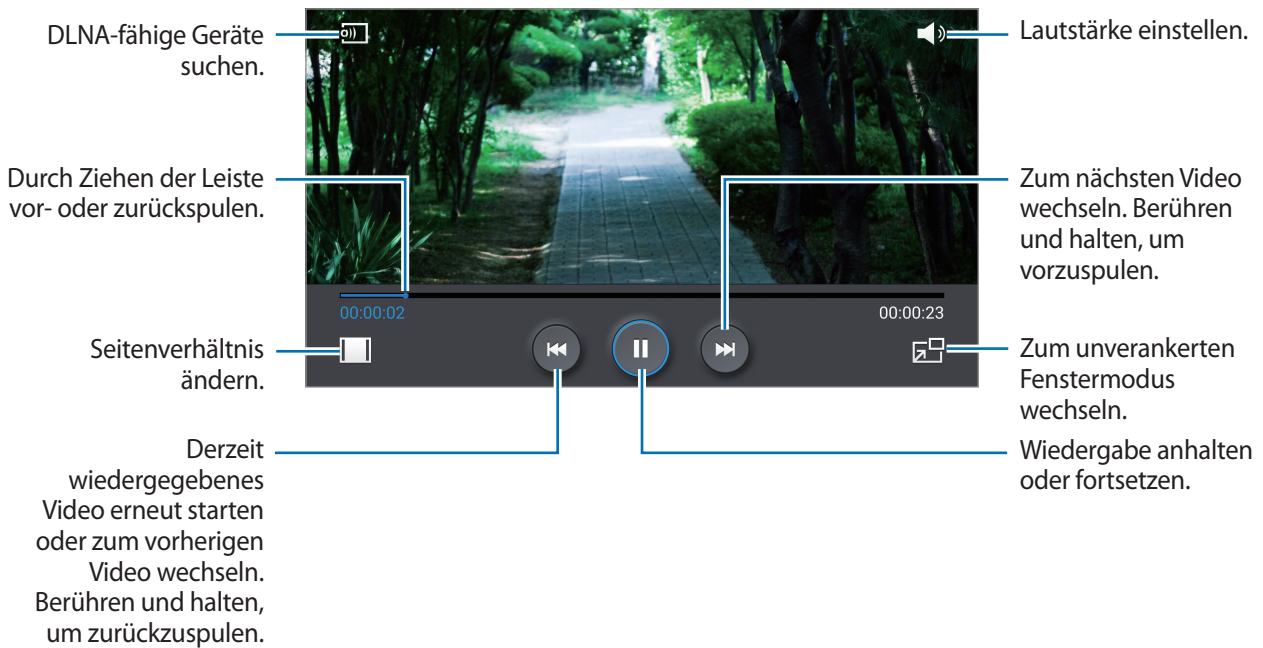 DLNA-fähige Geräte
suchen.
Lautstärke einstellen.
Durch Ziehen der Leiste
vor- oder zurückspulen.
Zum nächsten Video
wechseln. Berühren
und halten, um
vorzuspulen.
00:00:02
00:00:23
Seitenverhältnis
ändern.
Zum unverankerten
Fenstermodus
wechseln.
Derzeit
wiedergegebenes
Video erneut starten
oder zum vorherigen
Video wechseln.
Berühren und halten,
um zurückzuspulen.
Wiedergabe anhalten
oder fortsetzen.